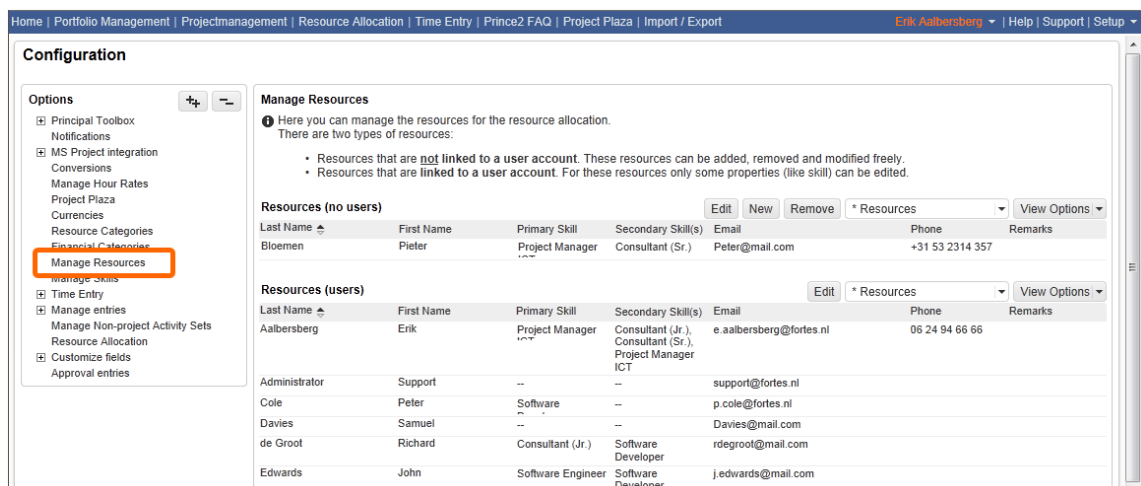 Home | Portfolio Management | Projectmanagement | Resource Allocation | Time Entry | Prince2 FAQ | Project Plaza | Import / Export Erik Aalbersberg | Help | Support | Setup
Configuration
Options
Principal Toolbox
Notifications
MS Project integration
Conversions
Manage Hour Rates
Project Plaza
Currencies
Resource Categories
Financial Categories
Manage Resources
Manage Skills
Time Entry
Manage entries
Manage Non-project Activity Sets
Resource Allocation
Customize fields
Approval entries
Manage Resources
Here you can manage the resources for the resource allocation.
There are two types of resources:
• Resources that are not linked to a user account. These resources can be added, removed and modified freely.
• Resources that are linked to a user account. For these resources only some properties (like skill) can be edited.
Resources (no users) Edit New Remove * Resources View Options
Last Name First Name Primary Skill Secondary Skill(s) Email Phone Remarks
Bloemen Pieter Project Manager Consultant (Sr.) Peter@mail.com +31 53 2314 357
Resources (users) Edit * Resources View Options
Last Name First Name Primary Skill Secondary Skill(s) Email Phone Remarks
Aalbersberg Erik Project Manager Consultant (Jr.), e.aalbersberg@fortes.nl 06 24 94 66 66
Consultant (Sr.),
Project Manager
ICT
Administrator Support -- -- support@fortes.nl
Cole Peter Software -- p.cole@fortes.nl
Davies Samuel -- -- Davies@mail.com
de Groot Richard Consultant (Jr.) Software rdegroot@mail.com
Developer
Edwards John Software Engineer Software j.edwards@mail.com
Developer